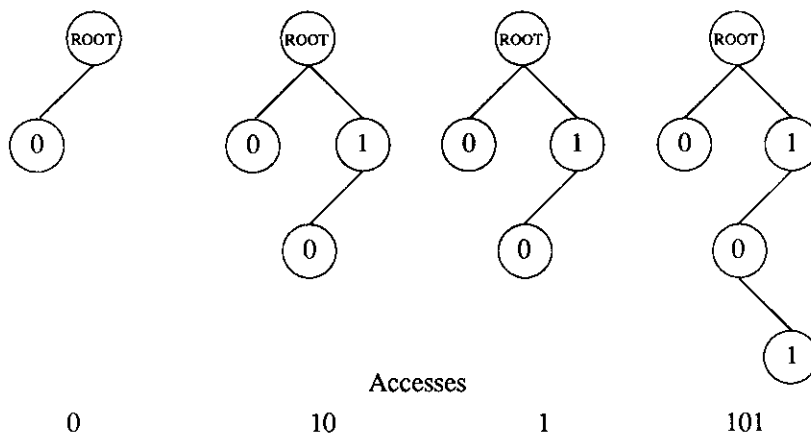 ROOT ROOT ROOT ROOT
0 0 1 0 1 0 1
0 0 0
1
Accesses
0 10 1 101